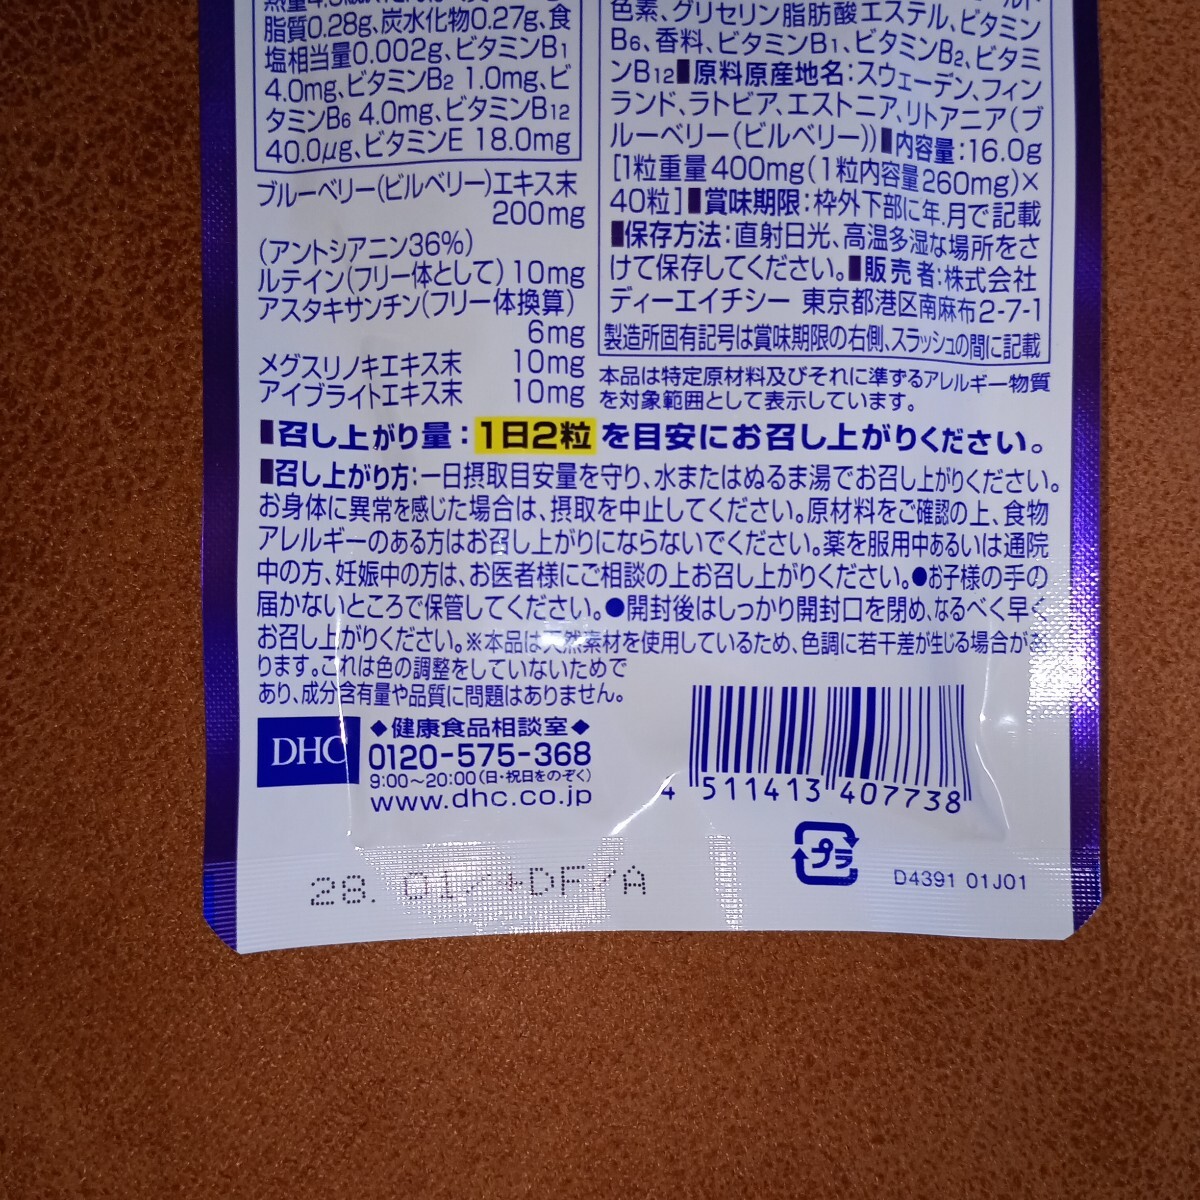 脂質0.28g、炭水化物0.27g、食
塩相当量0.002g、ビタミンB1
4.0mg、ビタミンB2 1.0mg、ビ
タミンB6 4.0mg、ビタミンB12
40.0μg、ビタミンE 18.0mg
ブルーベリー(ビルベリー)エキス末
200mg
(アントシアニン36%)
ルテイン(フリー体として) 10mg
アスタキサンチン(フリー体換算)
6mg
メグスリノキエキス末 10mg
アイブライトエキス末 10mg
色素、グリセリン脂肪酸エステル、ビタミン
B6、香料、ビタミンB1、ビタミンB2、ビタミ
ンB12 ■原料原産地名：スウェーデン、フィン
ランド、ラトビア、エストニア、リトアニア(ブ
ルーベリー(ビルベリー)) ■内容量：16.0g
[1粒重量400mg(1粒内容量260mg)×
40粒] ■賞味期限：枠外下部に年.月で記載
■保存方法：直射日光、高温多湿な場所をさ
けて保存してください。■販売者：株式会社
ディーエイチシー 東京都港区南麻布2-7-1
製造所固有記号は賞味期限の右側、スラッシュの間に記載
本品は特定原材料及びそれに準ずるアレルギー物質
を対象範囲として表示しています。
■召し上がり量：1日2粒を目安にお召し上がりください。
■召し上がり方：一日摂取目安量を守り、水またはぬるま湯でお召し上がりください。
お身体に異常を感じた場合は、摂取を中止してください。原材料をご確認の上、食物
アレルギーのある方はお召し上がりにならないでください。薬を服用中あるいは通院
中の方、妊娠中の方は、お医者様にご相談の上お召し上がりください。●お子様の手の
届かないところで保管してください。●開封後はしっかり開封口を閉め、なるべく早く
お召し上がりください。※本品は天然素材を使用しているため、色調に若干差が生じる場合があ
ります。これは色の調整をしていないためで
あり、成分含有量や品質に問題はありません。
DHC
◆健康食品相談室◆
0120-575-368
9:00～20:00(日・祝日をのぞく)
www.dhc.co.jp
4 511413 407738
プラ
D4391 01J01
28. 01/+DF/A